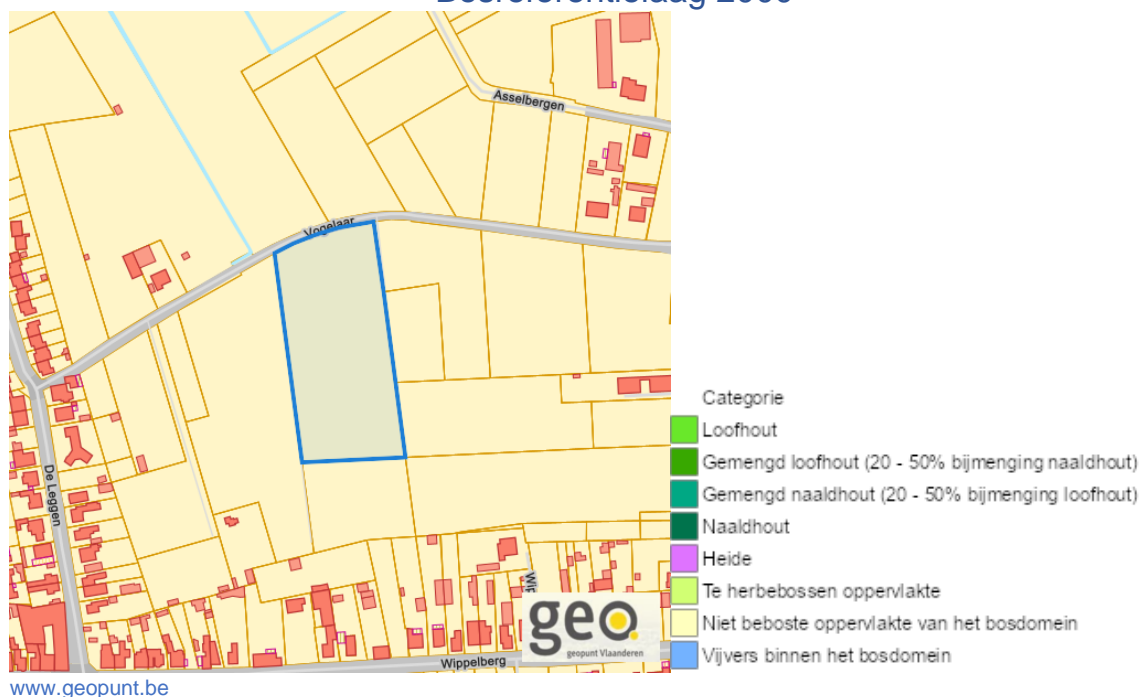 Asselbergen
Vogelaar
De Leggen
Wippelberg
geo
geopunt Vlaanderen
Categorie
Loofhout
Gemengd loofhout (20 - 50% bijmenging naaldhout)
Gemengd naaldhout (20 - 50% bijmenging loofhout)
Naaldhout
Heide
Te herbebossen oppervlakte
Niet beboste oppervlakte van het bosdomein
Vijvers binnen het bosdomein
www.geopunt.be